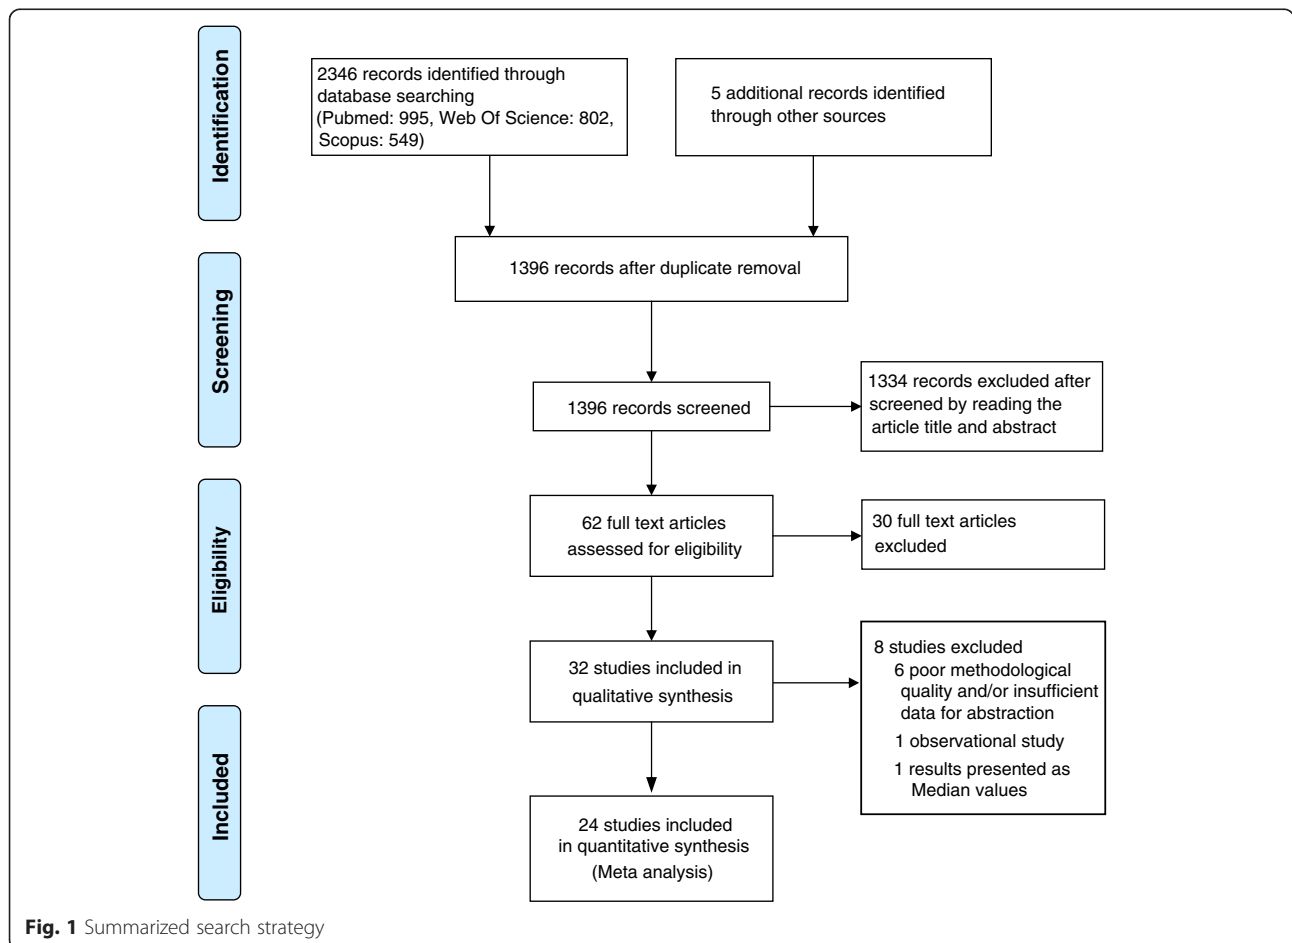 Identification
2346 records identified through
database searching
(Pubmed: 995, Web Of Science: 802,
Scopus: 549)
5 additional records identified
through other sources
1396 records after duplicate removal
Screening
1396 records screened
1334 records excluded after
screened by reading the
article title and abstract
Eligibility
62 full text articles
assessed for eligibility
30 full text articles
excluded
32 studies included in
qualitative synthesis
8 studies excluded
6 poor methodological
quality and/or insufficient
data for abstraction
1 observational study
1 results presented as
Median values
Included
24 studies included
in quantitative synthesis
(Meta analysis)
Fig. 1 Summarized search strategy